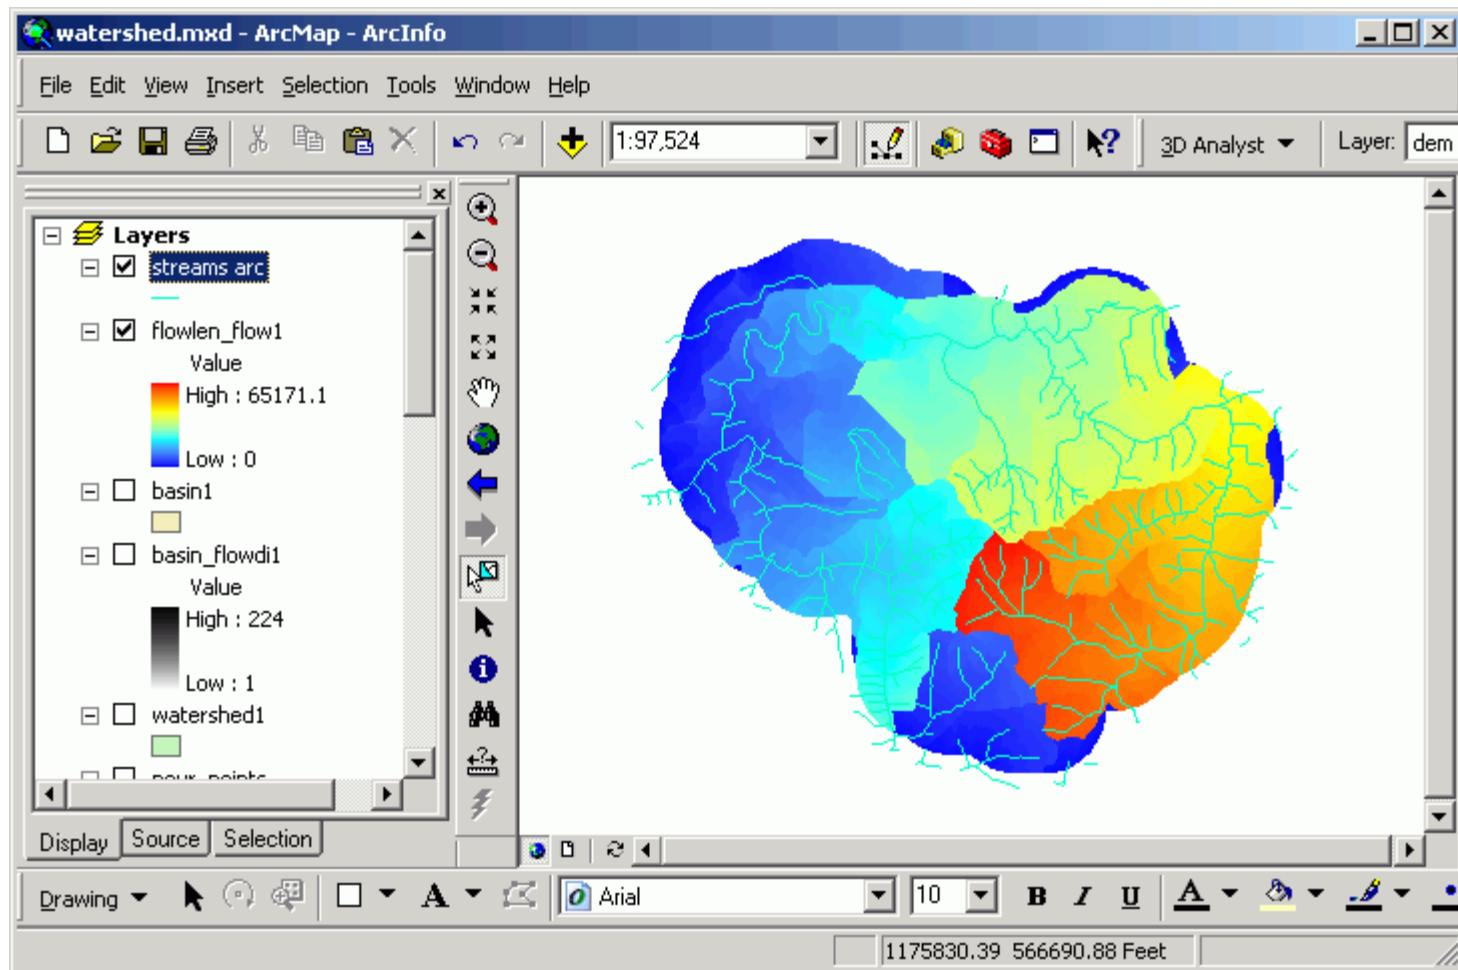 watershed.mxd - ArcMap - ArcInfo
File Edit View Insert Selection Tools Window Help
1:97,524 3D Analyst Layer: dem
Layers
streams arc
flowlen_flow1
Value
High : 65171.1
Low : 0
basin1
basin_flowdi1
Value
High : 224
Low : 1
watershed1
pour_points
Display Source Selection
Drawing A Arial 10 B I U A
1175830.39 566690.88 Feet